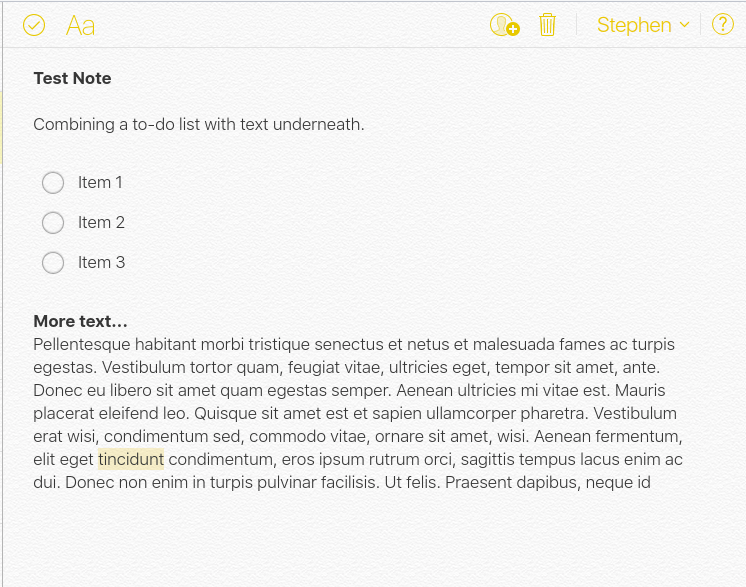 Aa
Stephen
?
Test Note
Combining a to-do list with text underneath.
Item 1
Item 2
Item 3
More text...
Pellentesque habitant morbi tristique senectus et netus et malesuada fames ac turpis
egestas. Vestibulum tortor quam, feugiat vitae, ultricies eget, tempor sit amet, ante.
Donec eu libero sit amet quam egestas semper. Aenean ultricies mi vitae est. Mauris
placerat eleifend leo. Quisque sit amet est et sapien ullamcorper pharetra. Vestibulum
erat wisi, condimentum sed, commodo vitae, ornare sit amet, wisi. Aenean fermentum,
elit eget tincidunt condimentum, eros ipsum rutrum orci, sagittis tempus lacus enim ac
dui. Donec non enim in turpis pulvinar facilisis. Ut felis. Praesent dapibus, neque id